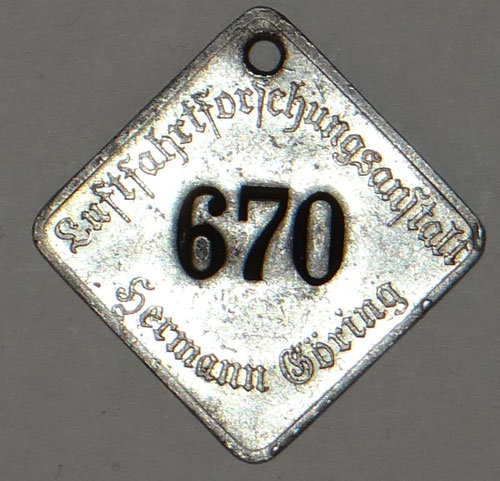 Luftfahrtforschungsanstalt
670
Hermann Göring